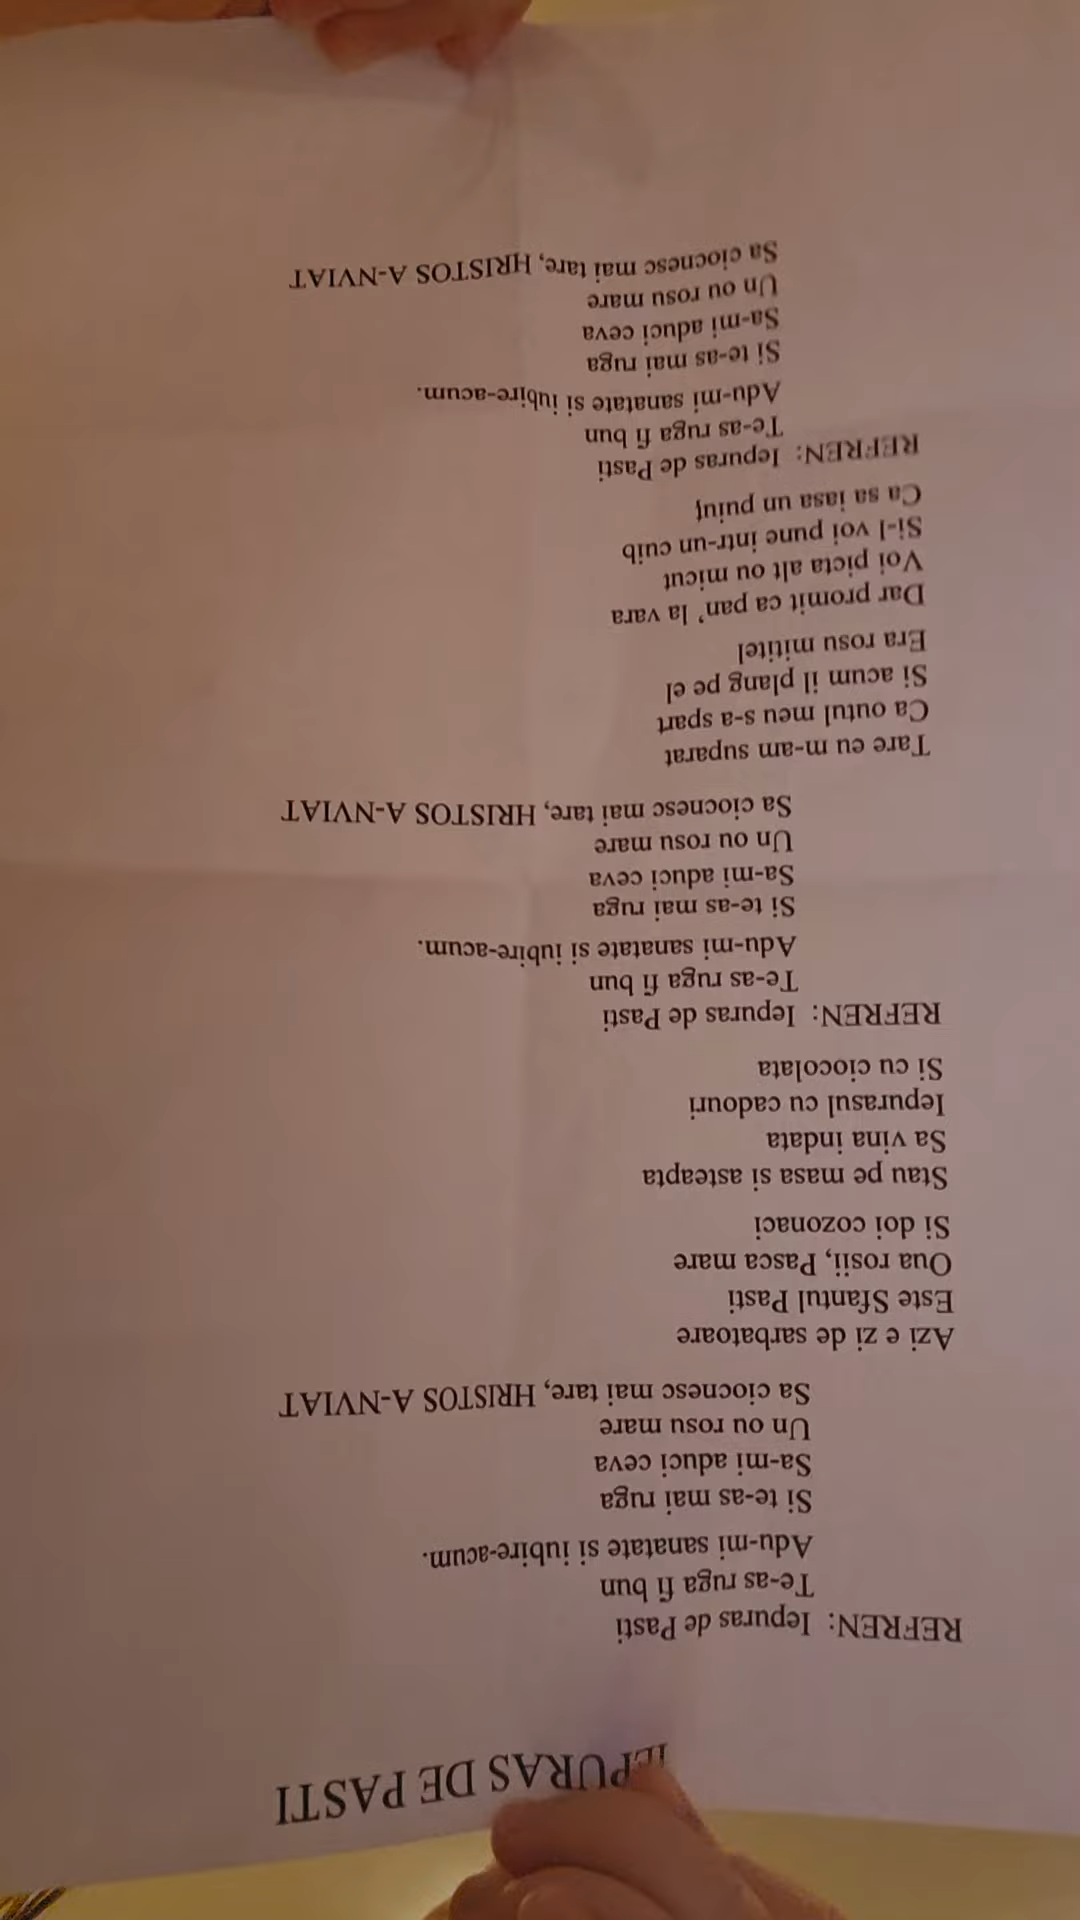 IEPURAS DE PASTI
REFREN: Iepuras de Pasti
Te-as ruga fi bun
Adu-mi sanatate si iubire-acum.
Si te-as mai ruga
Sa-mi aduci ceva
Un ou rosu mare
Sa ciocnesc mai tare, HRISTOS A-NVIAT
Azi e zi de sarbatoare
Este Sfantul Pasti
Oua rosii, Pasca mare
Si doi cozonaci
Stau pe masa si asteapta
Sa vina indata
Iepurasul cu cadouri
Si cu ciocolata
REFREN: Iepuras de Pasti
Te-as ruga fi bun
Adu-mi sanatate si iubire-acum.
Si te-as mai ruga
Sa-mi aduci ceva
Un ou rosu mare
Sa ciocnesc mai tare, HRISTOS A-NVIAT
Tare eu m-am suparat
Ca outul meu s-a spart
Si acum il plang pe el
Era rosu mititel
Dar promit ca pan' la vara
Voi picta alt ou micut
Si-l voi pune intr-un cuib
Ca sa iasa un puiuț
REFREN: Iepuras de Pasti
Te-as ruga fi bun
Adu-mi sanatate si iubire-acum.
Si te-as mai ruga
Sa-mi aduci ceva
Un ou rosu mare
Sa ciocnesc mai tare, HRISTOS A-NVIAT